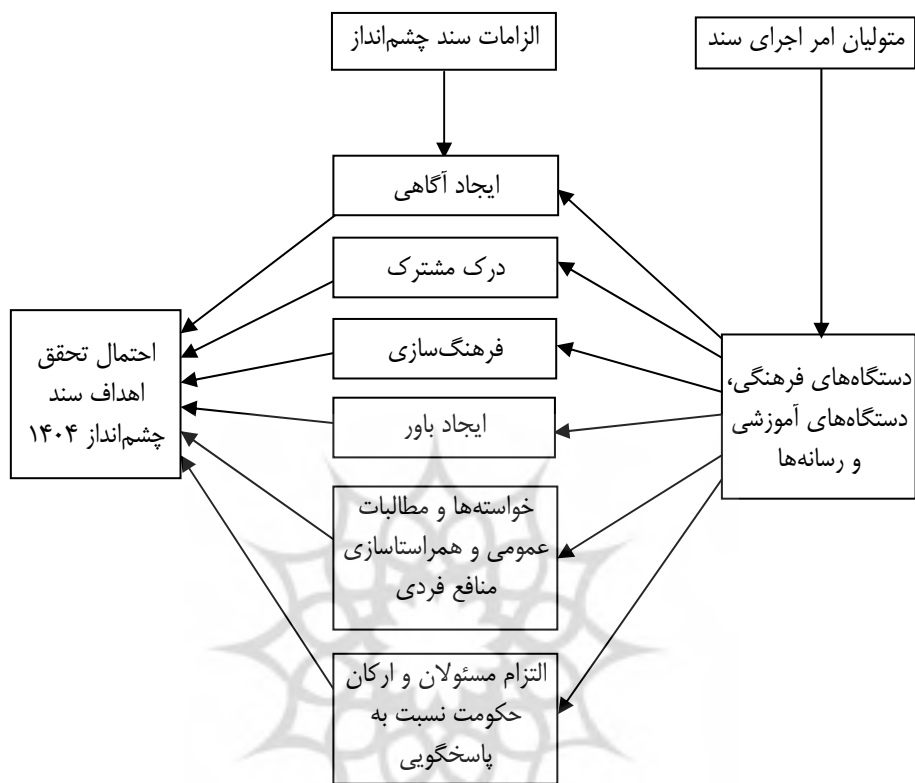 متولیان امر اجرای سند
الزامات سند چشم‌انداز
ایجاد آگاهی
درک مشترک
فرهنگ‌سازی
ایجاد باور
خواسته‌ها و مطالبات
عمومی و همراستاسازی
منافع فردی
التزام مسئولان و ارکان
حکومت نسبت به
پاسخگویی
دستگاه‌های فرهنگی،
دستگاه‌های آموزشی
و رسانه‌ها
احتمال تحقق
اهداف سند
چشم‌انداز ۱۴۰۴